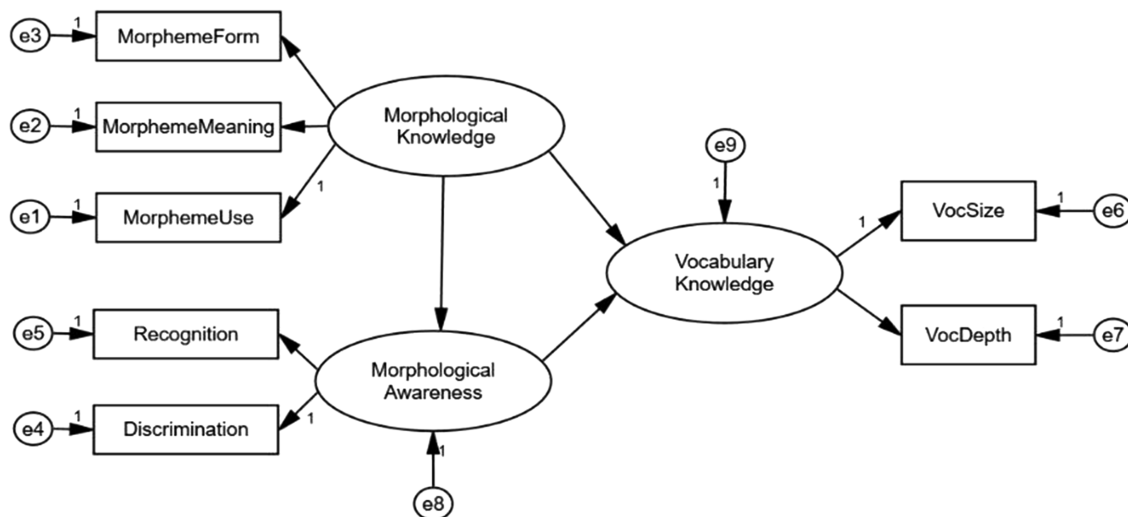 e3
1
MorphemeForm
e2
1
MorphemeMeaning
e1
1
MorphemeUse
1
Morphological
Knowledge
e5
1
Recognition
e4
1
Discrimination
1
Morphological
Awareness
1
e8
e9
1
Vocabulary
Knowledge
1
VocSize
1
e6
VocDepth
1
e7